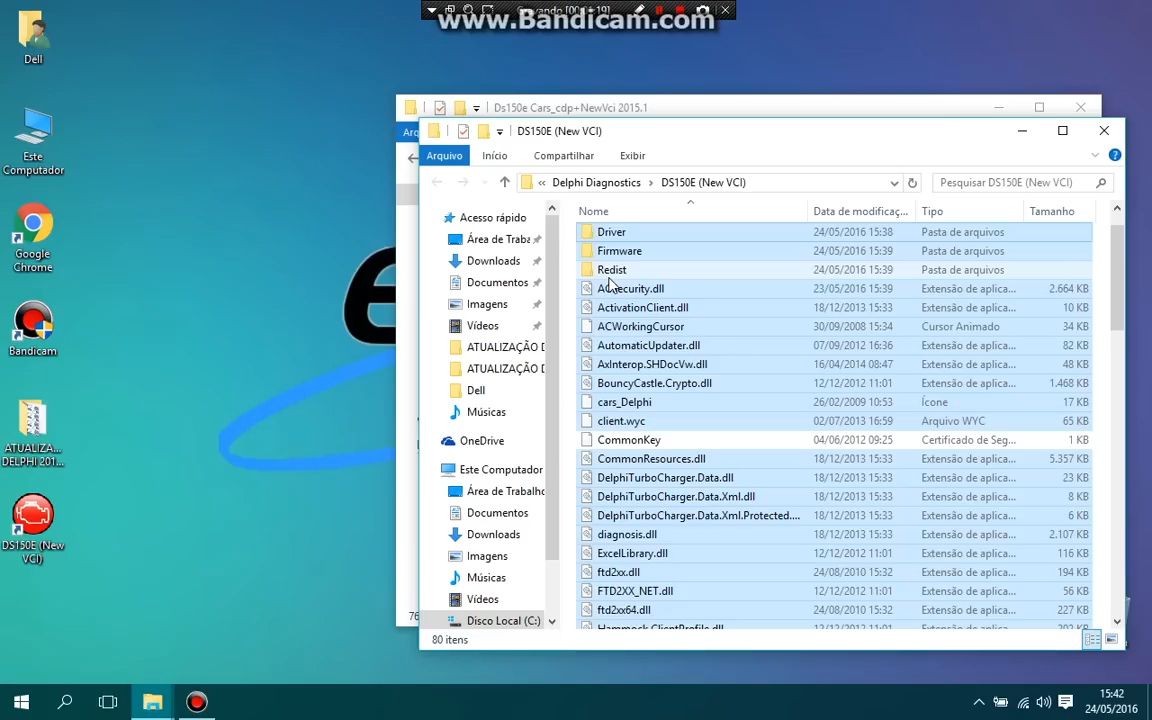 www.Bandicam.com
Dell
Este
Computador
Google
Chrome
Bandicam
ATUALIZA...
DELPHI 201...
DS150E (New
VCI)
Ds150e Cars_cdp+NewVci 2015.1
DS150E (New VCI)
Arquivo Início Compartilhar Exibir
« Delphi Diagnostics › DS150E (New VCI)
Pesquisar DS150E (New VCI)
Nome Data de modificaç... Tipo Tamanho
Acesso rápido
Área de Traba
Downloads
Documentos
Imagens
Vídeos
ATUALIZAÇÃO D
ATUALIZAÇÃO D
Dell
Músicas
OneDrive
Este Computador
Área de Trabalho
Documentos
Downloads
Imagens
Músicas
Vídeos
Disco Local (C:)
Driver 24/05/2016 15:38 Pasta de arquivos
Firmware 24/05/2016 15:39 Pasta de arquivos
Redist 24/05/2016 15:39 Pasta de arquivos
23/05/2016 15:39 Extensão de aplica... 2.664 KB
ActivationClient.dll 18/12/2013 15:33 Extensão de aplica... 10 KB
ACWorkingCursor 30/09/2008 15:34 Cursor Animado 34 KB
AutomaticUpdater.dll 07/09/2012 16:36 Extensão de aplica... 82 KB
AxInterop.SHDocVw.dll 16/04/2014 08:47 Extensão de aplica... 36 KB
BouncyCastle.Crypto.dll 12/12/2012 11:01 Extensão de aplica... 1.468 KB
cars_Delphi 26/02/2009 10:53 Ícone 17 KB
client.wyc 02/07/2013 16:59 Arquivo WYC 65 KB
CommonKey 04/06/2012 09:25 Certificado de Seg... 1 KB
CommonResources.dll 18/12/2013 15:33 Extensão de aplica... 5.357 KB
DelphiTurboCharger.Data.dll 18/12/2013 15:33 Extensão de aplica... 23 KB
DelphiTurboCharger.Data.Xml.dll 18/12/2013 15:33 Extensão de aplica... 8 KB
DelphiTurboCharger.Data.Xml.Protected.... 18/12/2013 15:33 Extensão de aplica... 6 KB
diagnosis.dll 18/12/2013 15:33 Extensão de aplica... 2.107 KB
ExcelLibrary.dll 12/12/2012 11:01 Extensão de aplica... 116 KB
ftd2xx.dll 24/08/2010 15:32 Extensão de aplica... 194 KB
FTD2XX_NET.dll 12/12/2012 11:01 Extensão de aplica... 56 KB
ftd2xx64.dll 24/08/2010 15:32 Extensão de aplica... 227 KB
Hammock.ClientProfile.dll 12/12/2012 11:01 Extensão de aplica...
80 itens
15:42
24/05/2016